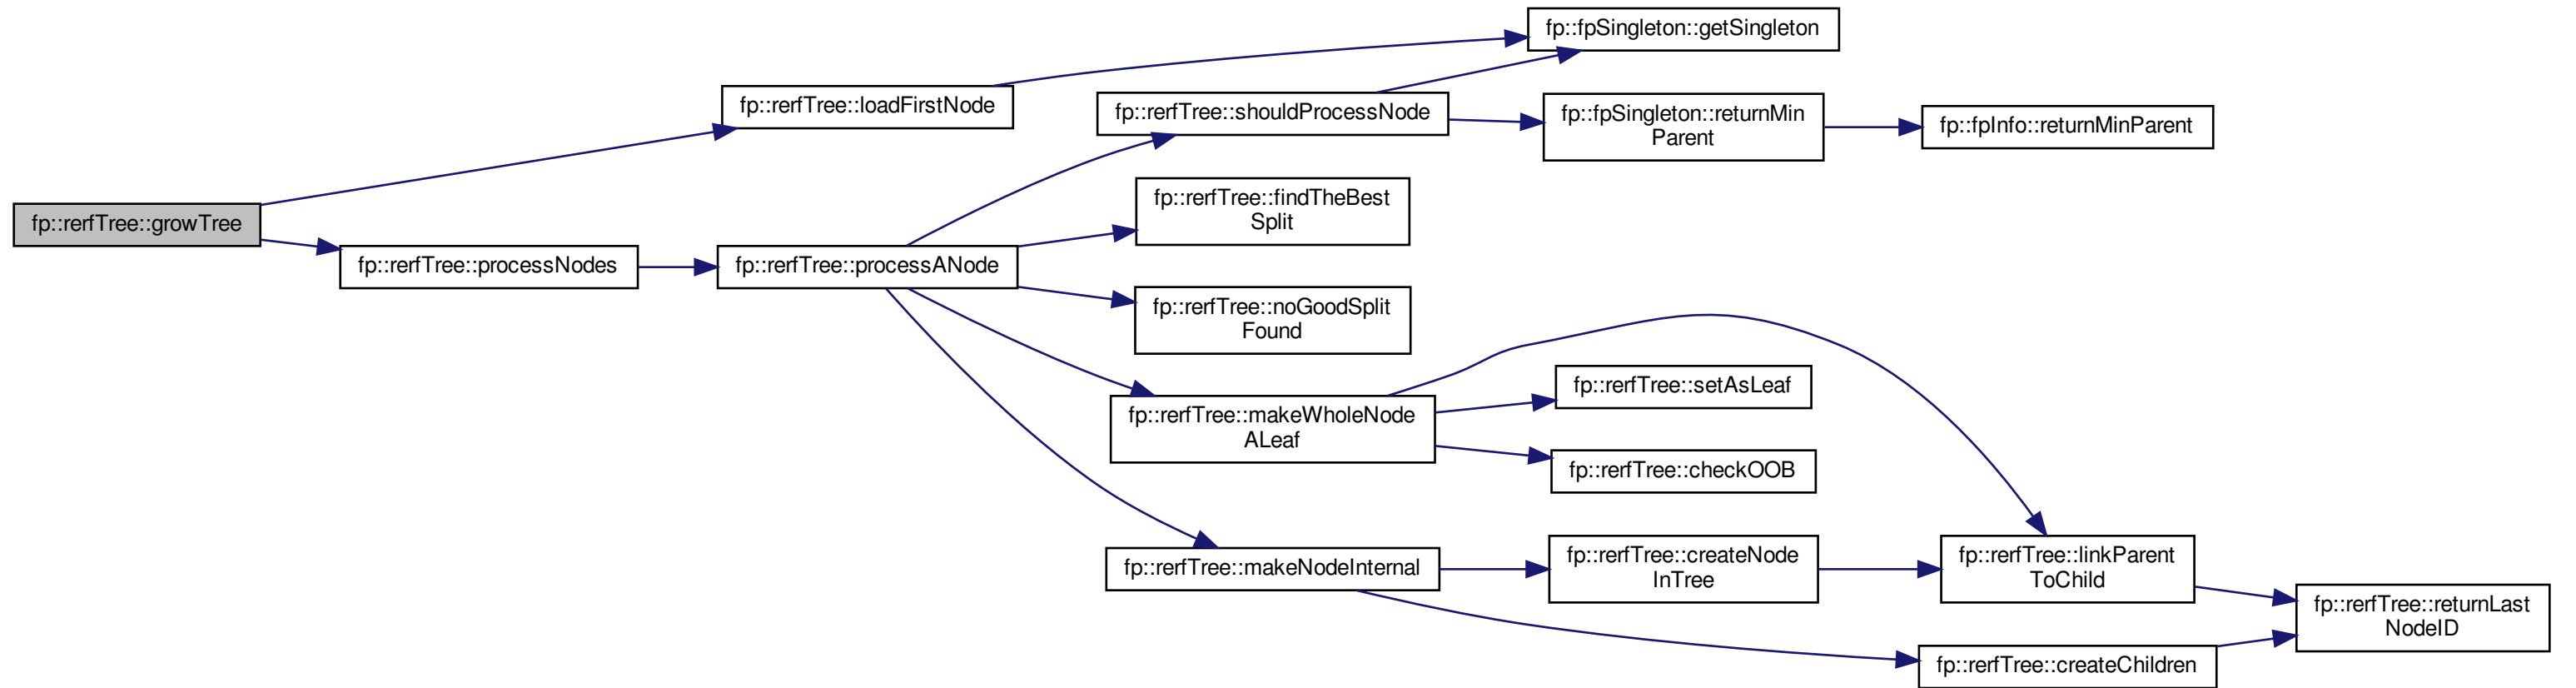 fp::rerfTree::growTree
fp::rerfTree::loadFirstNode
fp::rerfTree::processNodes
fp::rerfTree::processANode
fp::fpSingleton::getSingleton
fp::rerfTree::shouldProcessNode
fp::fpSingleton::returnMin
Parent
fp::fpInfo::returnMinParent
fp::rerfTree::findTheBest
Split
fp::rerfTree::noGoodSplit
Found
fp::rerfTree::makeWholeNode
ALeaf
fp::rerfTree::setAsLeaf
fp::rerfTree::checkOOB
fp::rerfTree::makeNodeInternal
fp::rerfTree::createNode
InTree
fp::rerfTree::linkParent
ToChild
fp::rerfTree::returnLast
NodeID
fp::rerfTree::createChildren